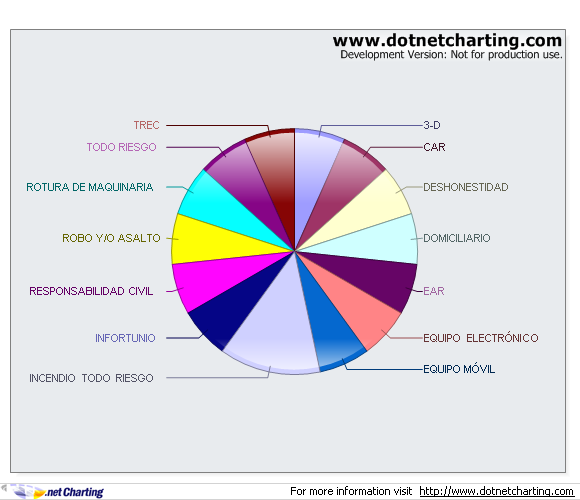 www.dotnetcharting.com
Development Version: Not for production use.
TREC
3-D
TODO RIESGO
CAR
ROTURA DE MAQUINARIA
DESHONESTIDAD
ROBO Y/O ASALTO
DOMICILIARIO
RESPONSABILIDAD CIVIL
EAR
INFORTUNIO
EQUIPO ELECTRÓNICO
INCENDIO TODO RIESGO
EQUIPO MÓVIL
.net Charting
For more information visit http://www.dotnetcharting.com